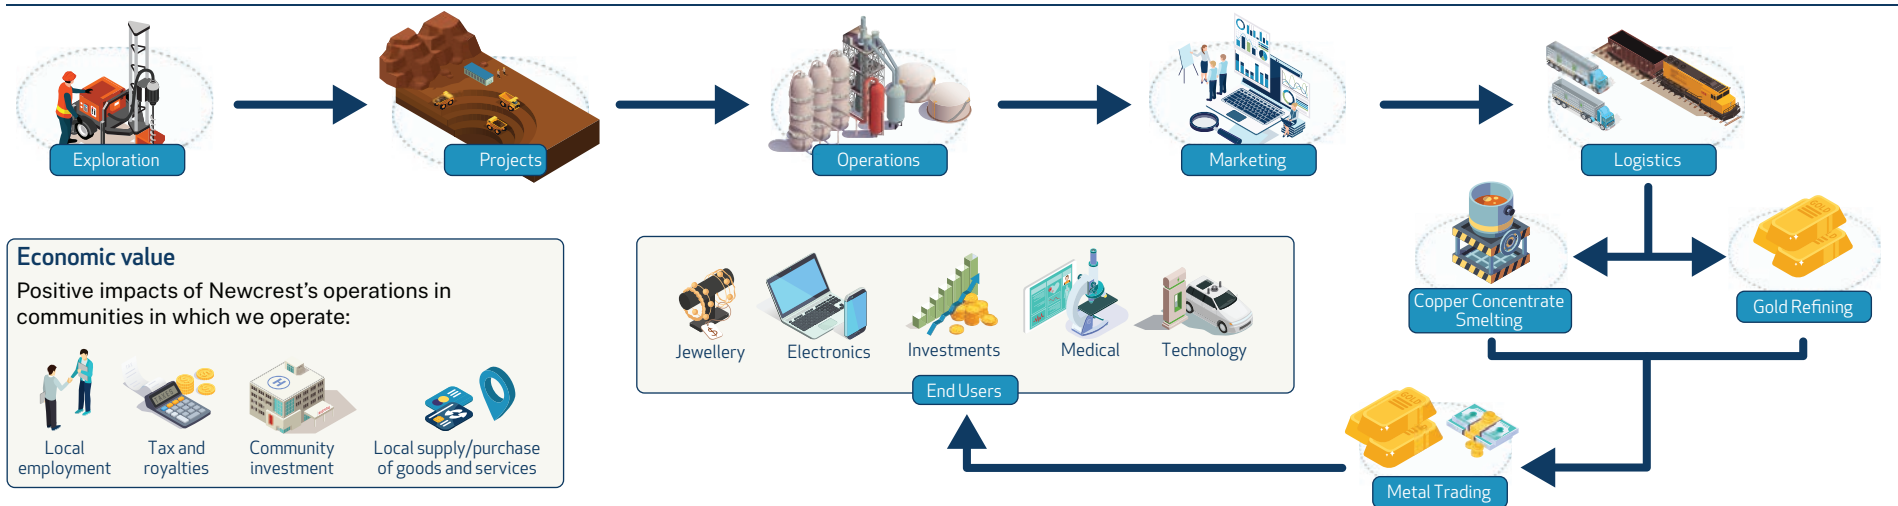 Exploration
Projects
Operations
Marketing
Logistics
Copper Concentrate
Smelting
Gold Refining
Metal Trading
Jewellery
Electronics
Investments
Medical
Technology
End Users
Economic value
Positive impacts of Newcrest's operations in
communities in which we operate:
Local
employment
Tax and
royalties
Community
investment
Local supply/purchase
of goods and services
GOLD
GOLD
H